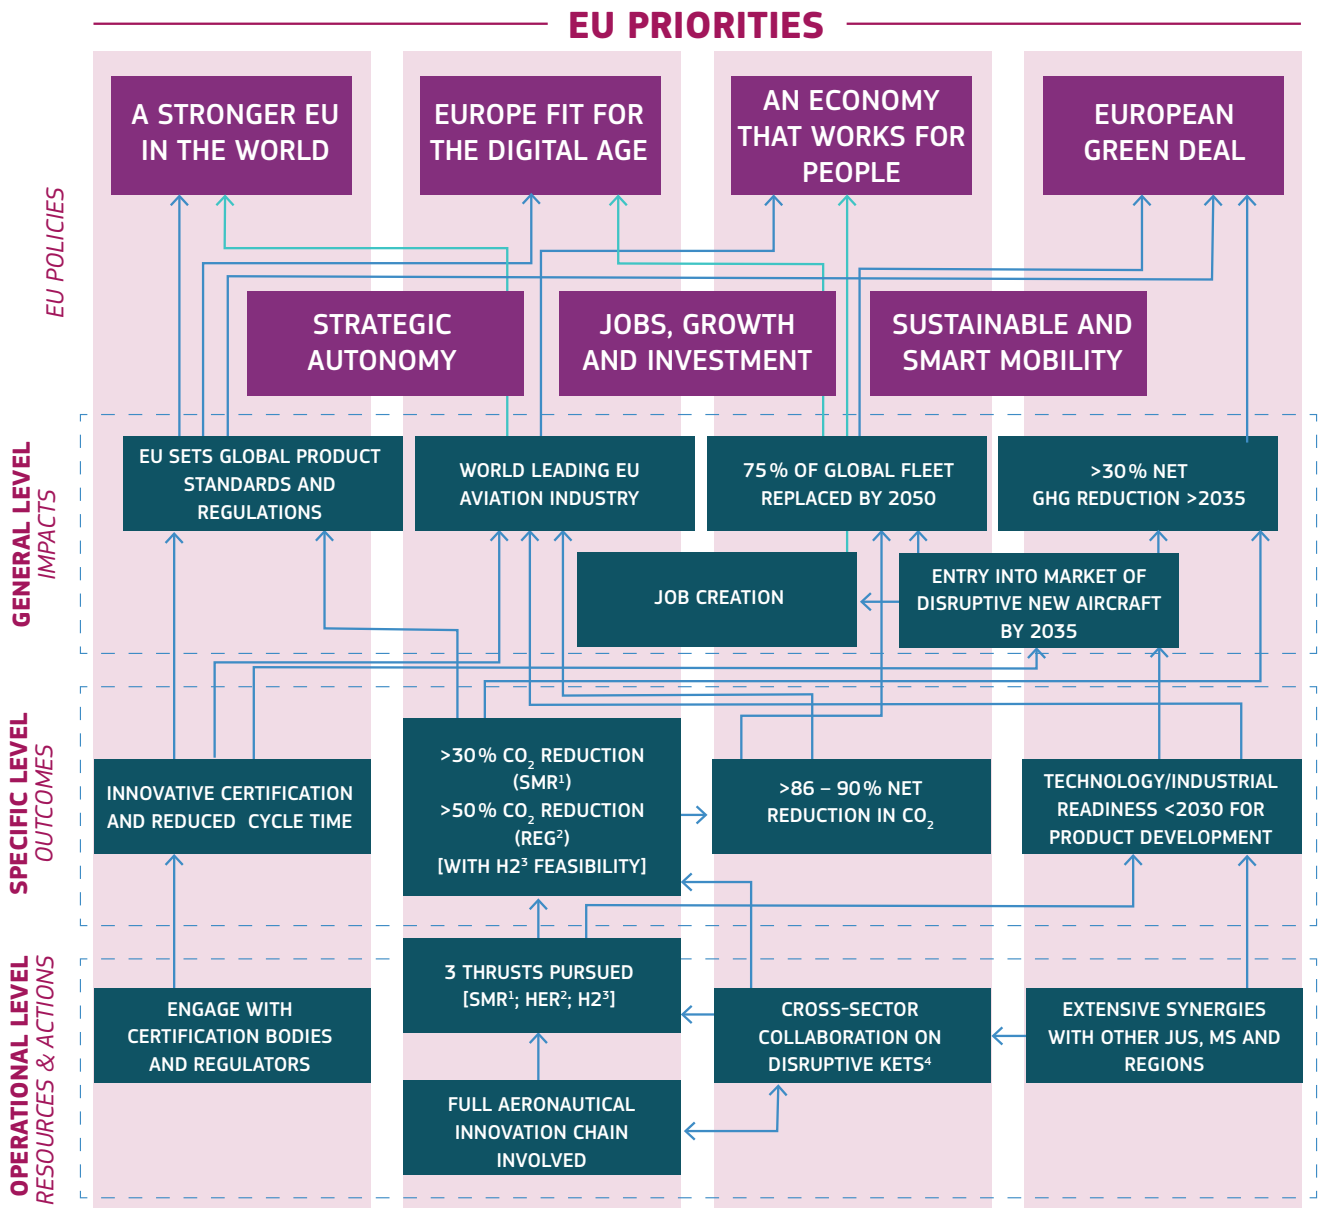 EU PRIORITIES
A STRONGER EU
IN THE WORLD
EUROPE FIT FOR
THE DIGITAL AGE
AN ECONOMY
THAT WORKS FOR
PEOPLE
EUROPEAN
GREEN DEAL
EU POLICIES
STRATEGIC
AUTONOMY
JOBS, GROWTH
AND INVESTMENT
SUSTAINABLE AND
SMART MOBILITY
GENERAL LEVEL
IMPACTS
EU SETS GLOBAL PRODUCT
STANDARDS AND
REGULATIONS
WORLD LEADING EU
AVIATION INDUSTRY
75% OF GLOBAL FLEET
REPLACED BY 2050
>30% NET
GHG REDUCTION >2035
JOB CREATION
ENTRY INTO MARKET OF
DISRUPTIVE NEW AIRCRAFT
BY 2035
SPECIFIC LEVEL
OUTCOMES
INNOVATIVE CERTIFICATION
AND REDUCED CYCLE TIME
>30% CO₂ REDUCTION
(SMR¹)
>50% CO₂ REDUCTION
(REG²)
[WITH H2³ FEASIBILITY]
>86 – 90% NET
REDUCTION IN CO₂
TECHNOLOGY/INDUSTRIAL
READINESS <2030 FOR
PRODUCT DEVELOPMENT
OPERATIONAL LEVEL
RESOURCES & ACTIONS
ENGAGE WITH
CERTIFICATION BODIES
AND REGULATORS
3 THRUSTS PURSUED
[SMR¹; HER²; H2³]
CROSS-SECTOR
COLLABORATION ON
DISRUPTIVE KETS⁴
EXTENSIVE SYNERGIES
WITH OTHER JUS, MS AND
REGIONS
FULL AERONAUTICAL
INNOVATION CHAIN
INVOLVED